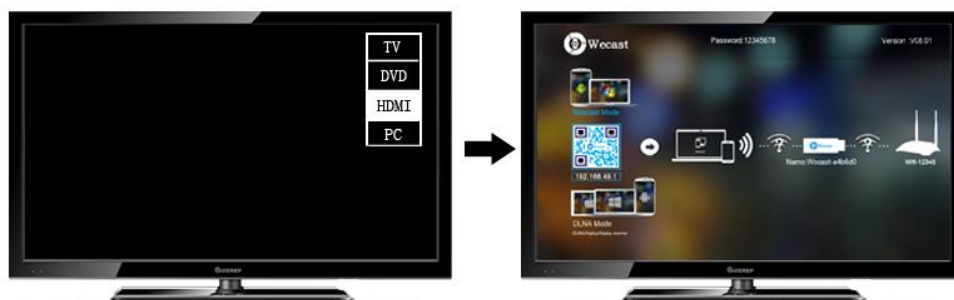 TV
DVD
HDMI
PC
Wecast
Password:12345678
Version :V08.01
Wecast Mode
192.168.49.1
Name:Wecast-a4b6d0
Wifi-12345
DLNA Mode